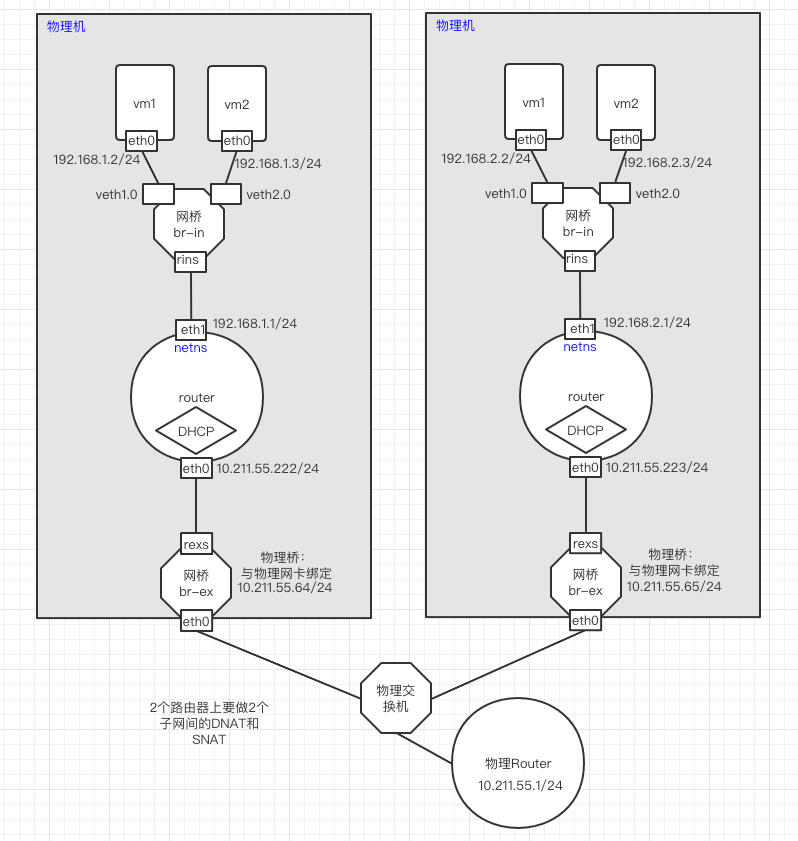 物理机
vm1
vm2
eth0
eth0
192.168.1.2/24
192.168.1.3/24
veth1.0
veth2.0
网桥
br-in
rins
eth1
192.168.1.1/24
netns
router
DHCP
eth0
10.211.55.222/24
rexs
网桥
br-ex
物理桥：
与物理网卡绑定
10.211.55.64/24
eth0
物理机
vm1
vm2
eth0
eth0
192.168.2.2/24
192.168.2.3/24
veth1.0
veth2.0
网桥
br-in
rins
eth1
192.168.2.1/24
netns
router
DHCP
eth0
10.211.55.223/24
rexs
网桥
br-ex
物理桥：
与物理网卡绑定
10.211.55.65/24
eth0
物理交
换机
2个路由器上要做2个
子网间的DNAT和
SNAT
物理Router
10.211.55.1/24